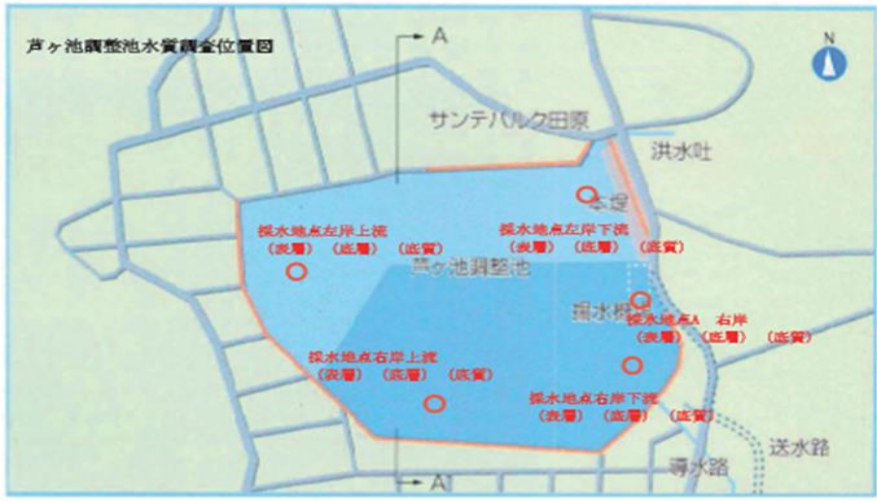 芦ヶ池調整池水質調査位置図
A
N
サンテパルク田原
洪水吐
本堤
採水地点左岸上流
(表層) (底層) (底質)
採水地点左岸下流
(表層) (底層) (底質)
芦ヶ池調整池
揚水機
採水地点A 右岸
(表層) (底層) (底質)
採水地点右岸上流
(表層) (底層) (底質)
採水地点右岸下流
(表層) (底層) (底質)
送水路
導水路
A